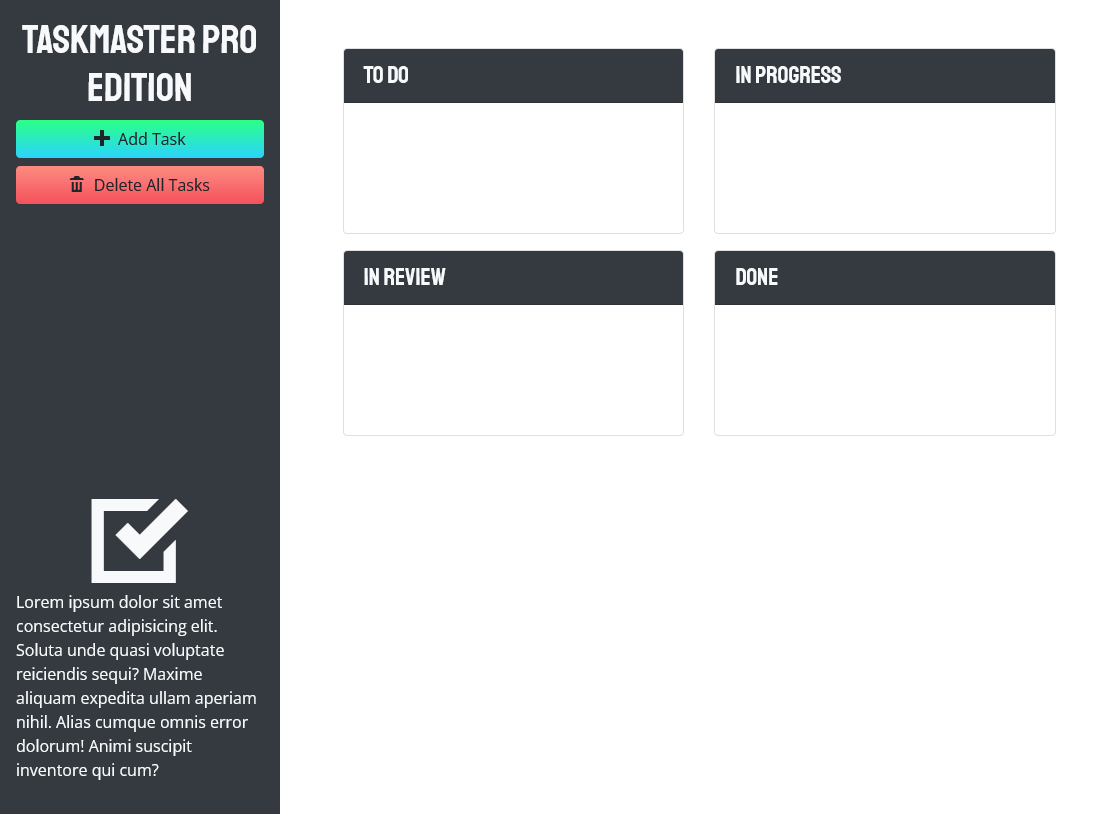 TASKMASTER PRO
EDITION
Add Task
Delete All Tasks
Lorem ipsum dolor sit amet
consectetur adipisicing elit.
Soluta unde quasi voluptate
reiciendis sequi? Maxime
aliquam expedita ullam aperiam
nihil. Alias cumque omnis error
dolorum! Animi suscipit
inventore qui cum?
TO DO
IN PROGRESS
IN REVIEW
DONE